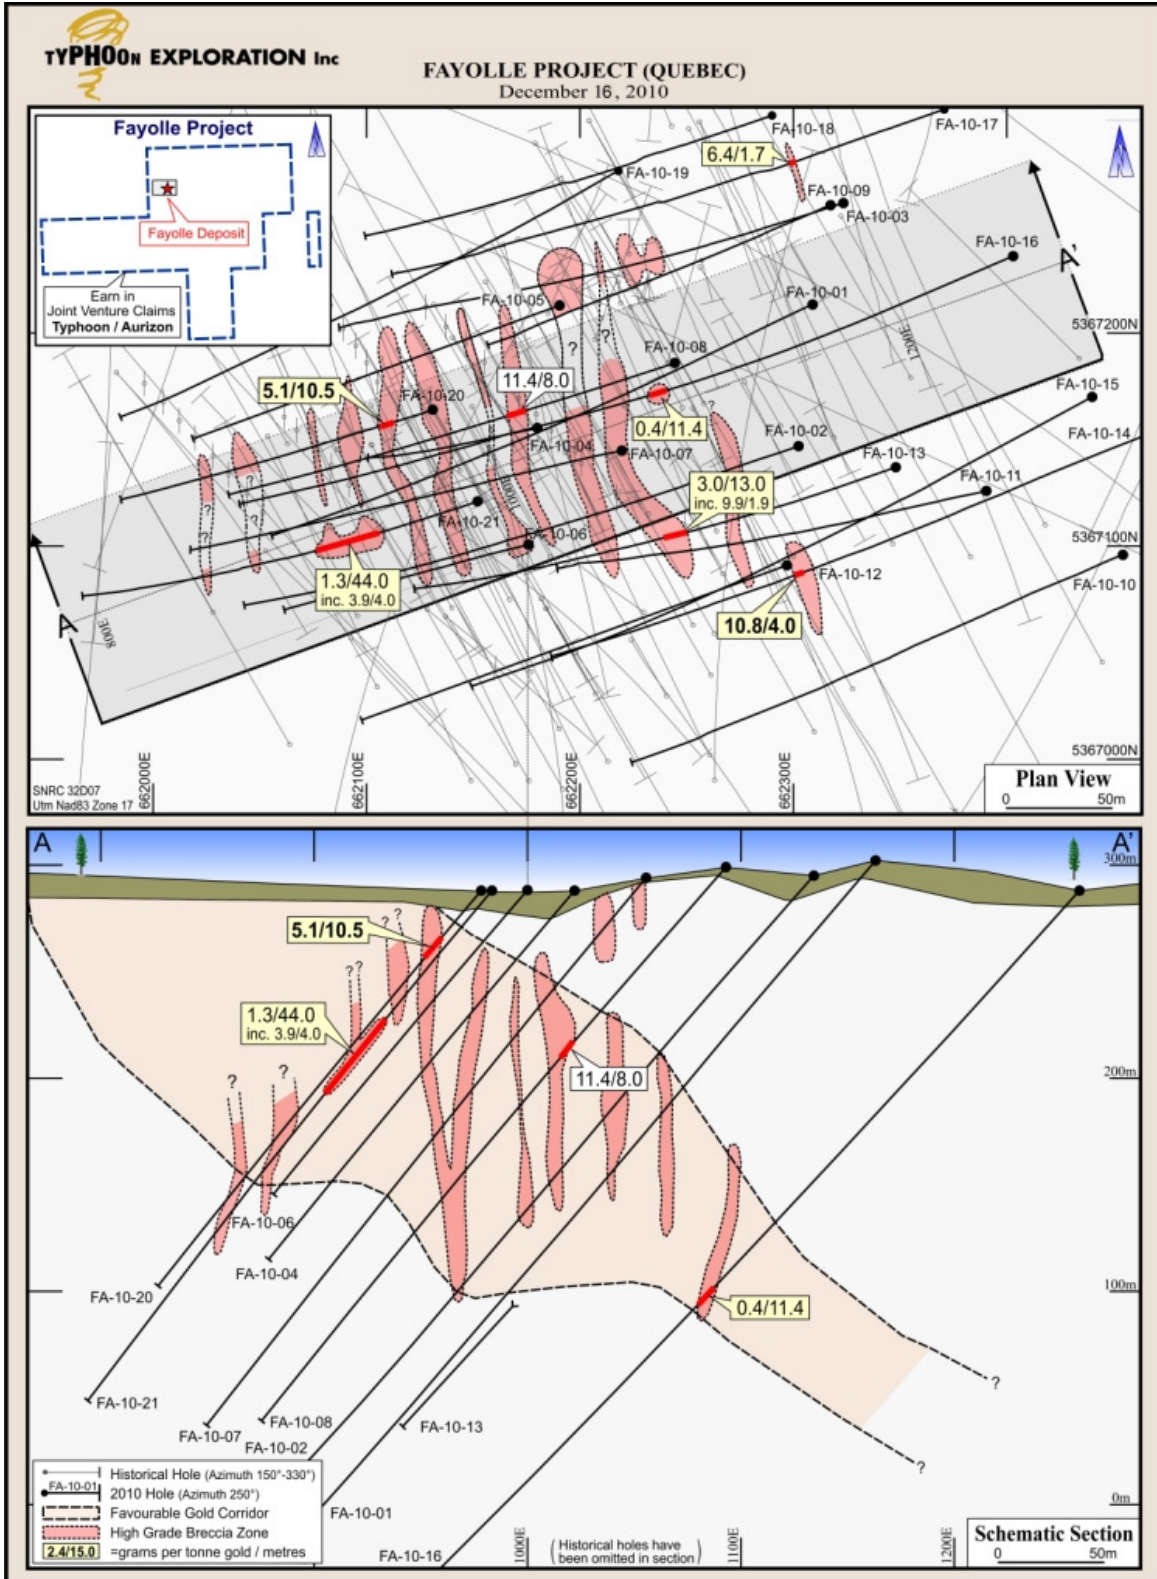 TYPHOON EXPLORATION Inc
FAYOLLE PROJECT (QUEBEC)
December 16, 2010
Fayolle Project
Fayolle Deposit
Earn in
Joint Venture Claims
Typhoon / Aurizon
FA-10-18
FA-10-17
6.4/1.7
FA-10-19
FA-10-09
FA-10-03
FA-10-16
A'
FA-10-05
FA-10-01
1200E
5367200N
?
?
FA-10-08
FA-10-15
5.1/10.5
11.4/8.0
FA-10-20
0.4/11.4
?
FA-10-04
FA-10-02
FA-10-14
FA-10-07
FA-10-13
3.0/13.0
inc. 9.9/1.9
FA-10-11
?
?
1000E
FA-10-21
FA-10-06
5367100N
1.3/44.0
inc. 3.9/4.0
FA-10-12
FA-10-10
A
800E
10.8/4.0
5367000N
662000E
662100E
662200E
662300E
SNRC 32D07
Utm Nad83 Zone 17
Plan View
0 50m
A
A'
300m
5.1/10.5
? ?
? ?
1.3/44.0
inc. 3.9/4.0
11.4/8.0
200m
? ?
FA-10-06
FA-10-04
FA-10-20
100m
0.4/11.4
?
FA-10-21
FA-10-07
FA-10-08
FA-10-13
FA-10-02
?
Historical Hole (Azimuth 150°-330°)
FA-10-01
2010 Hole (Azimuth 250°)
Favourable Gold Corridor
High Grade Breccia Zone
2.4/15.0 =grams per tonne gold / metres
FA-10-01
0m
FA-10-16
1000E
(Historical holes have
been omitted in section)
1100E
1200E
Schematic Section
0 50m